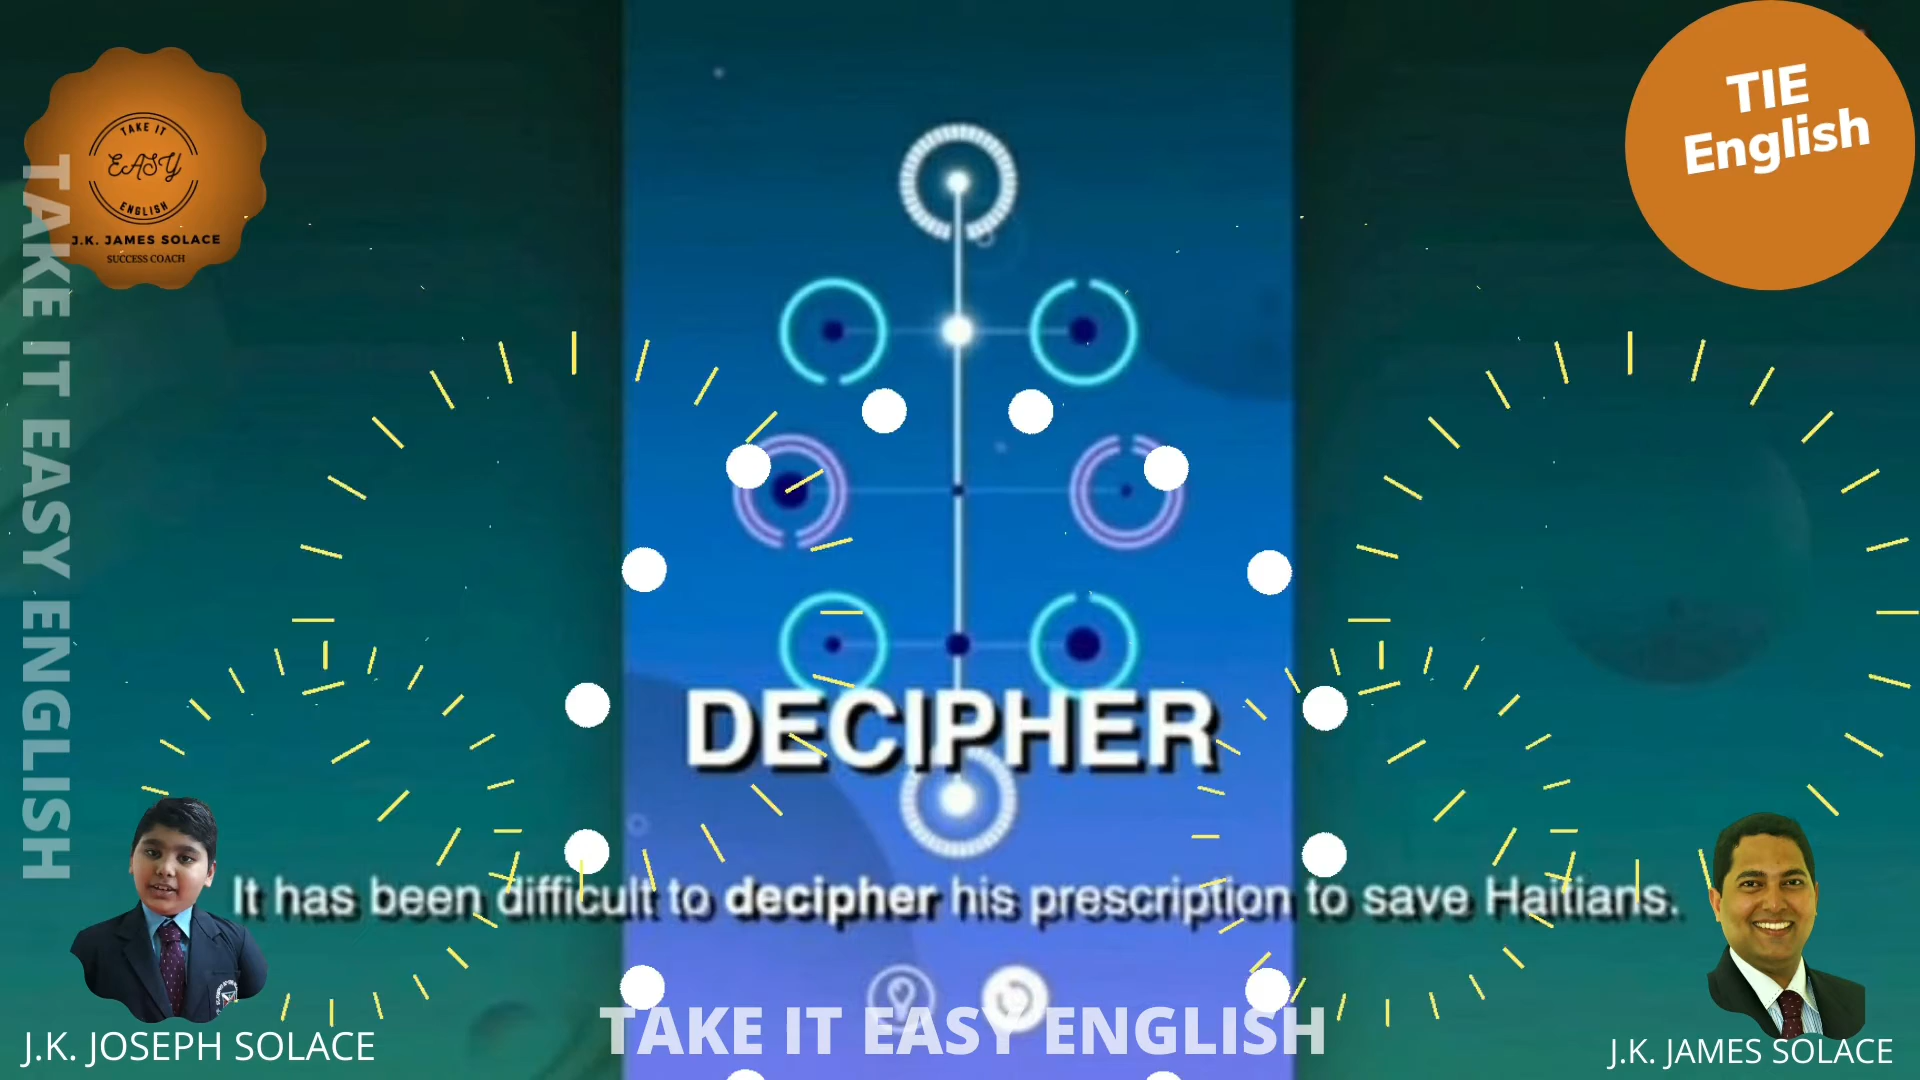 TAKE IT
EASY
ENGLISH
J.K. JAMES SOLACE
SUCCESS COACH
TIE
English
TAKE IT EASY ENGLISH
DECIPHER
It has been difficult to decipher his prescription to save Haitians.
TAKE IT EASY ENGLISH
J.K. JOSEPH SOLACE
J.K. JAMES SOLACE